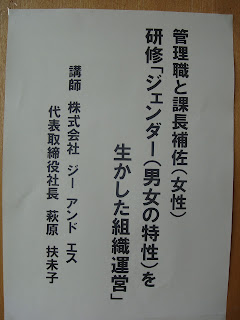 管理職と課長補佐(女性)
研修「ジェンダー(男女の特性)を
生かした組織運営」
講師 株式会社 ジー アンド エス
代表取締役社長 萩原 扶未子